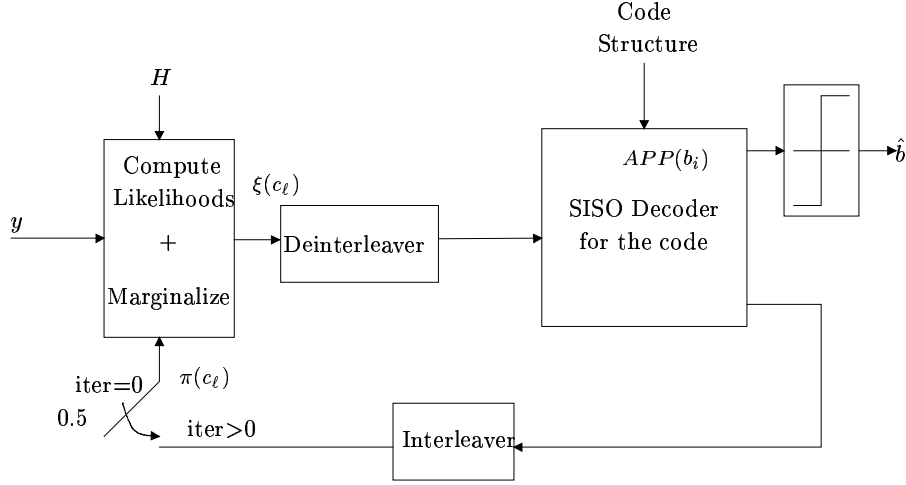 Code
Structure
H
Compute
Likelihoods
+
Marginalize
y
ξ(c_ℓ)
Deinterleaver
APP(b_i)
SISO Decoder
for the code
b̂
iter=0
π(c_ℓ)
0.5
iter>0
Interleaver